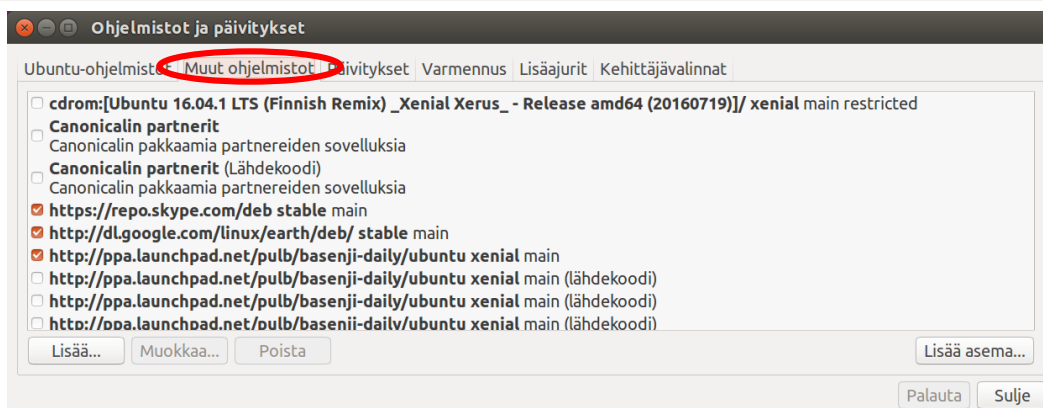 Ohjelmistot ja päivitykset
Ubuntu-ohjelmistot Muut ohjelmistot Päivitykset Varmennus Lisäajurit Kehittäjävalinnat
cdrom:[Ubuntu 16.04.1 LTS (Finnish Remix) _Xenial Xerus_ - Release amd64 (20160719)]/ xenial main restricted
Canonicalin partnerit
Canonicalin pakkaamia partnereiden sovelluksia
Canonicalin partnerit (Lähdekoodi)
Canonicalin pakkaamia partnereiden sovelluksia
https://repo.skype.com/deb stable main
http://dl.google.com/linux/earth/deb/ stable main
http://ppa.launchpad.net/pulb/basenji-daily/ubuntu xenial main
http://ppa.launchpad.net/pulb/basenji-daily/ubuntu xenial main (lähdekoodi)
http://ppa.launchpad.net/pulb/basenji-daily/ubuntu xenial main (lähdekoodi)
http://ppa.launchpad.net/pulb/basenji-daily/ubuntu xenial main (lähdekoodi)
Lisää... Muokkaa... Poista Lisää asema...
Palauta Sulje